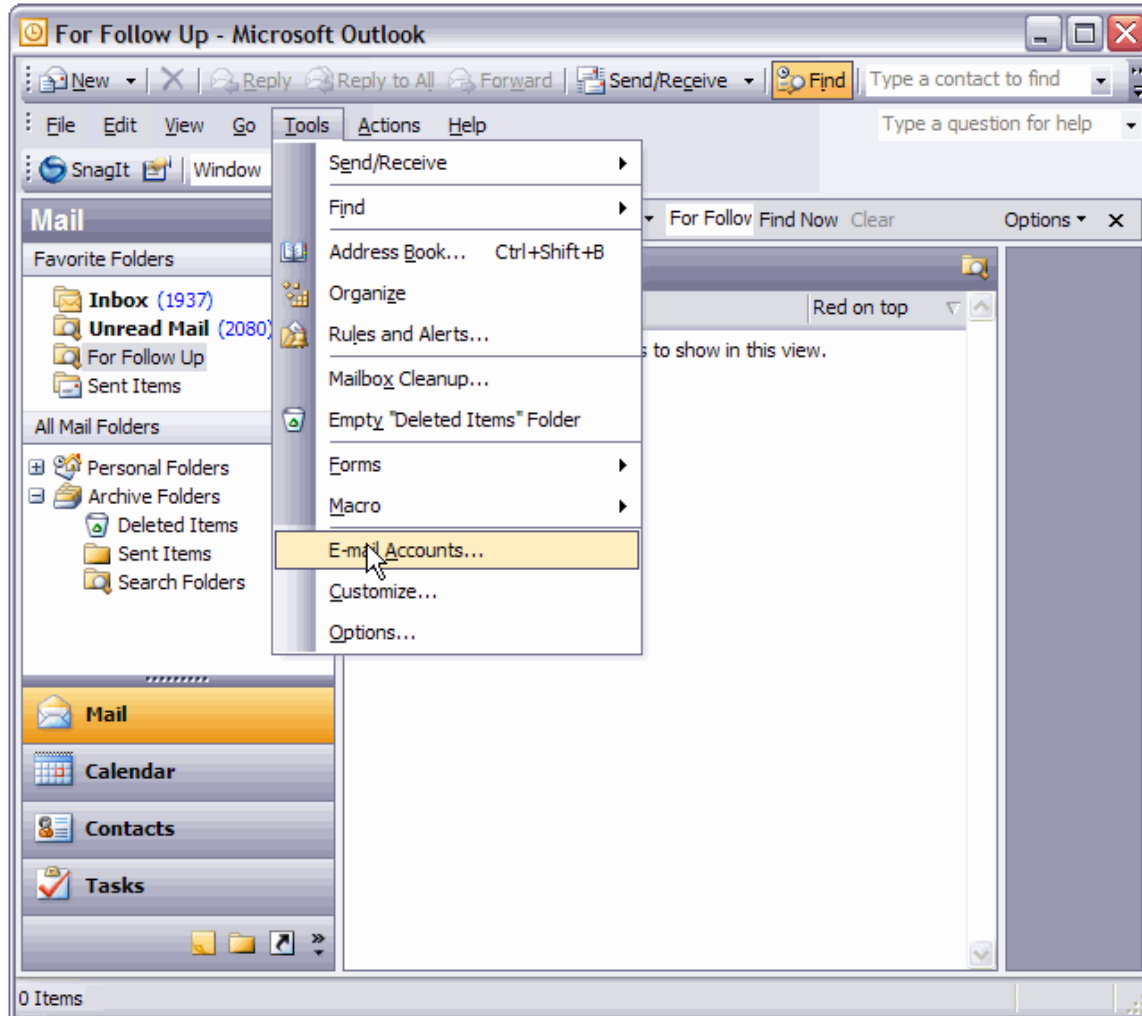 For Follow Up - Microsoft Outlook
New Reply Reply to All Forward Send/Receive Find Type a contact to find
File Edit View Go Tools Actions Help Type a question for help
SnagIt Window
Send/Receive
Find
Address Book... Ctrl+Shift+B
Organize
Rules and Alerts...
Mailbox Cleanup...
Empty "Deleted Items" Folder
Forms
Macro
E-mail Accounts...
Customize...
Options...
For Follov Find Now Clear Options
Mail
Favorite Folders
Inbox (1937)
Unread Mail (2080)
For Follow Up
Sent Items
All Mail Folders
Personal Folders
Archive Folders
Deleted Items
Sent Items
Search Folders
Red on top
s to show in this view.
Mail
Calendar
Contacts
Tasks
0 Items